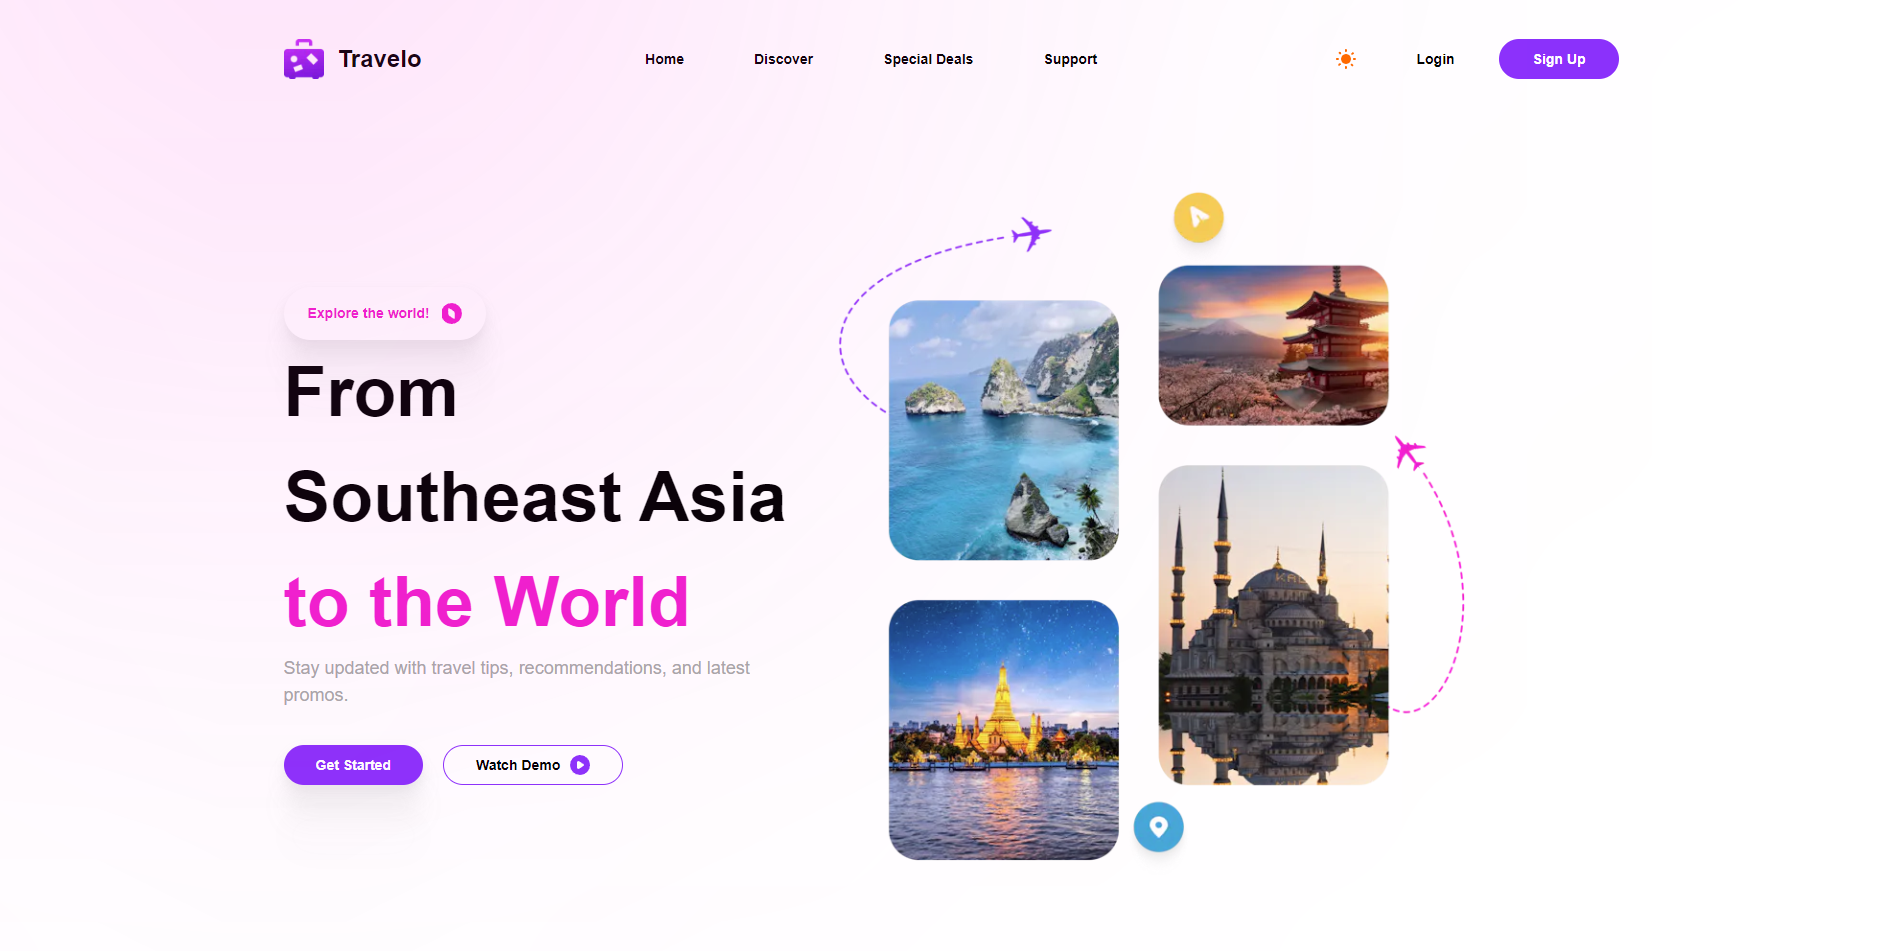 Travelo
Home
Discover
Special Deals
Support
Login
Sign Up
Explore the world!
From
Southeast Asia
to the World
Stay updated with travel tips, recommendations, and latest
promos.
Get Started
Watch Demo